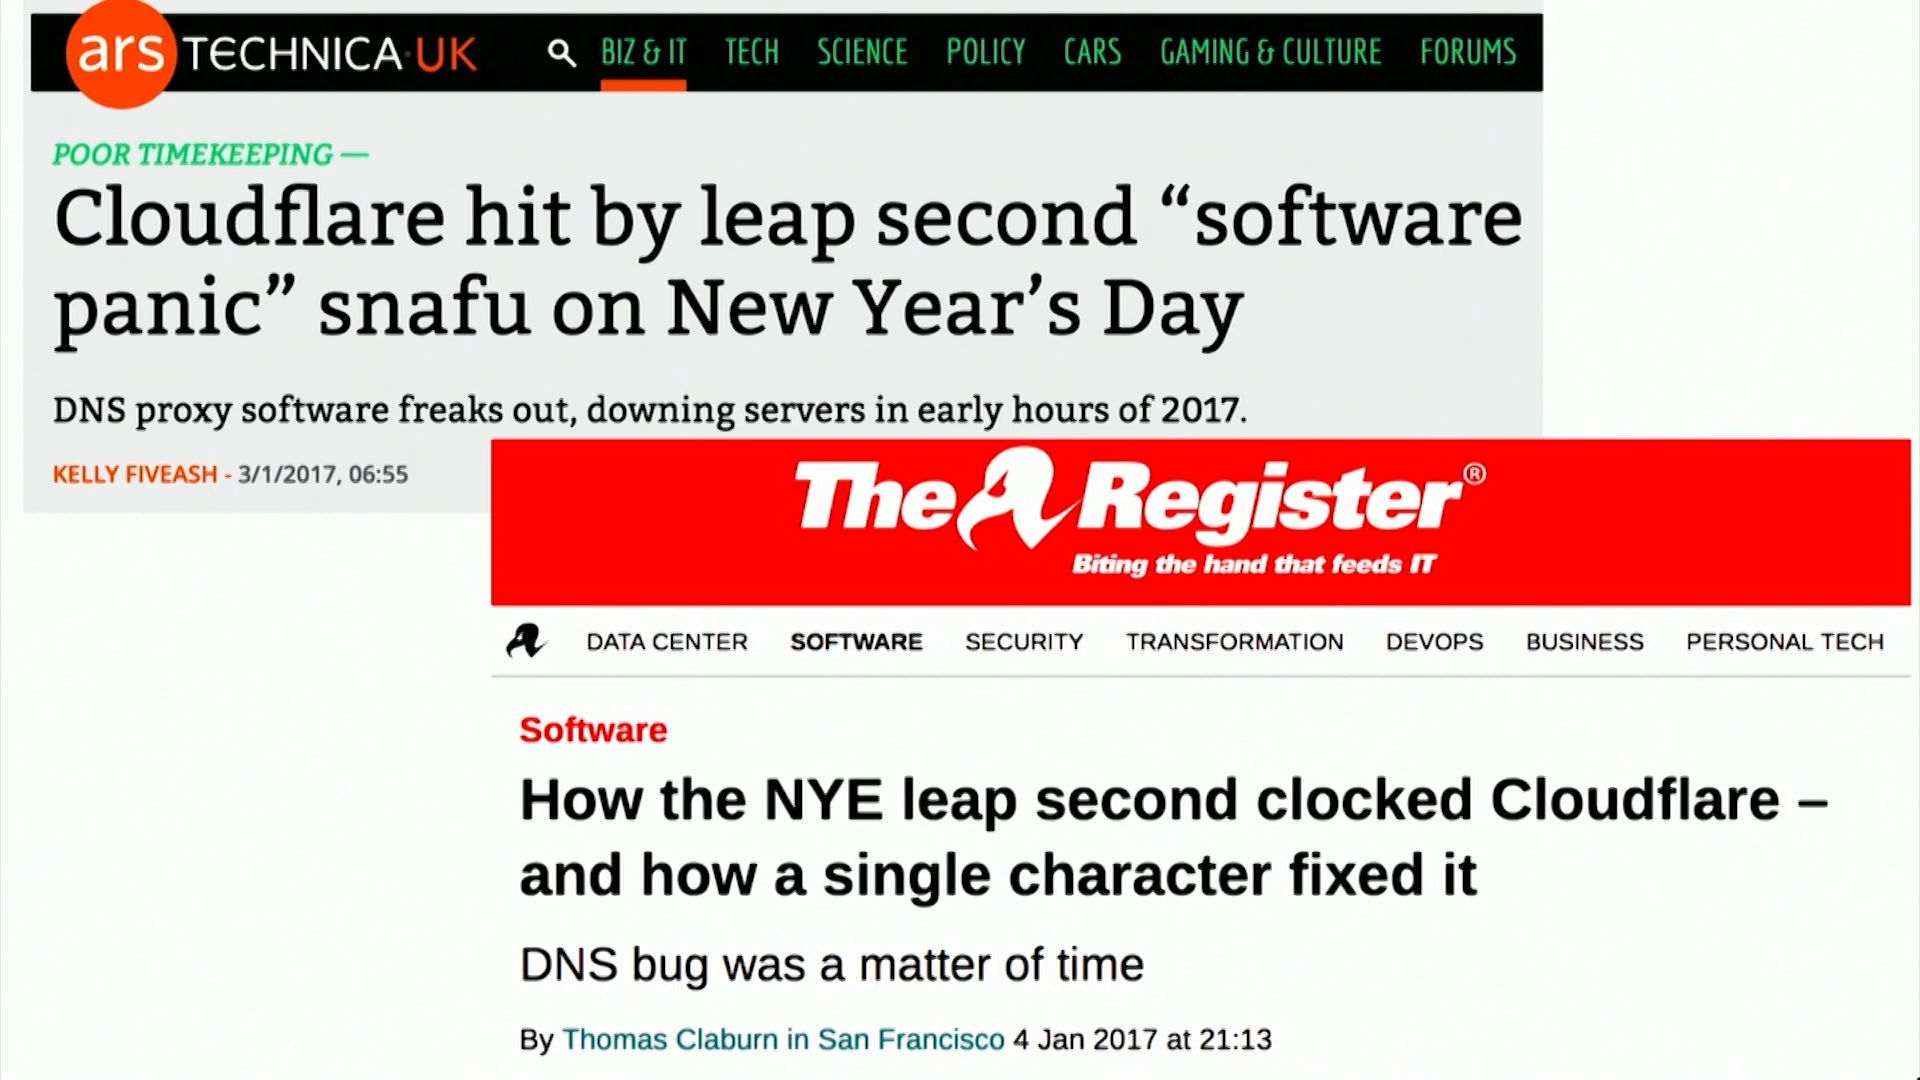 ars TECHNICA UK BIZ & IT TECH SCIENCE POLICY CARS GAMING & CULTURE FORUMS
POOR TIMEKEEPING —
Cloudflare hit by leap second “software
panic” snafu on New Year’s Day
DNS proxy software freaks out, downing servers in early hours of 2017.
KELLY FIVEASH - 3/1/2017, 06:55
The Register®
Biting the hand that feeds IT
DATA CENTER SOFTWARE SECURITY TRANSFORMATION DEVOPS BUSINESS PERSONAL TECH
Software
How the NYE leap second clocked Cloudflare –
and how a single character fixed it
DNS bug was a matter of time
By Thomas Claburn in San Francisco 4 Jan 2017 at 21:13